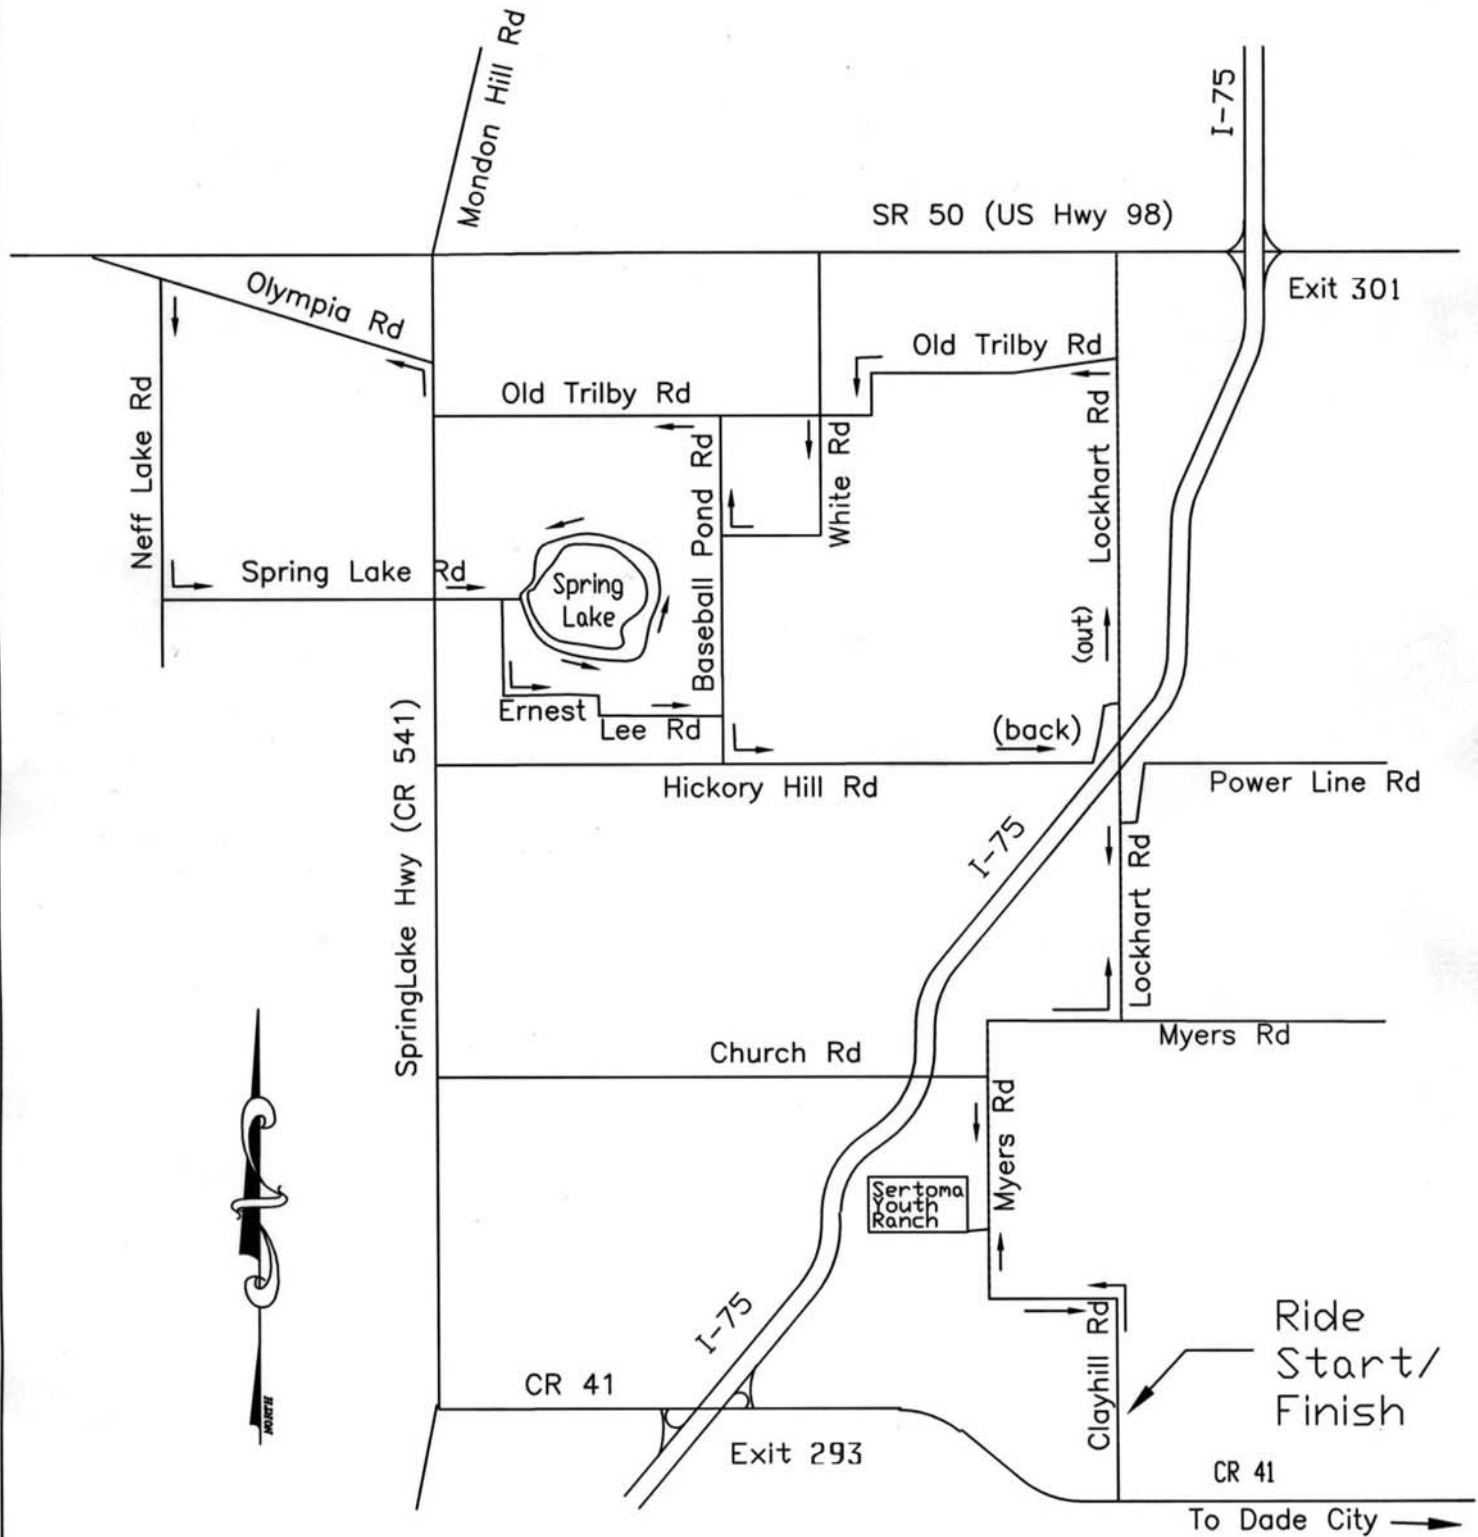 Mondon Hill Rd
I-75
SR 50 (US Hwy 98)
Exit 301
Olympia Rd
Old Trilby Rd
Old Trilby Rd
Neff Lake Rd
Baseball Pond Rd
White Rd
Lockhart Rd
Spring Lake Rd
Spring
Lake
(out)
Ernest
Lee Rd
(back)
Hickory Hill Rd
Power Line Rd
SpringLake Hwy (CR 541)
I-75
Lockhart Rd
Church Rd
Myers Rd
Myers Rd
Sertoma
Youth
Ranch
NORTH
I-75
Clayhill Rd
Ride
Start/
Finish
CR 41
Exit 293
CR 41
To Dade City